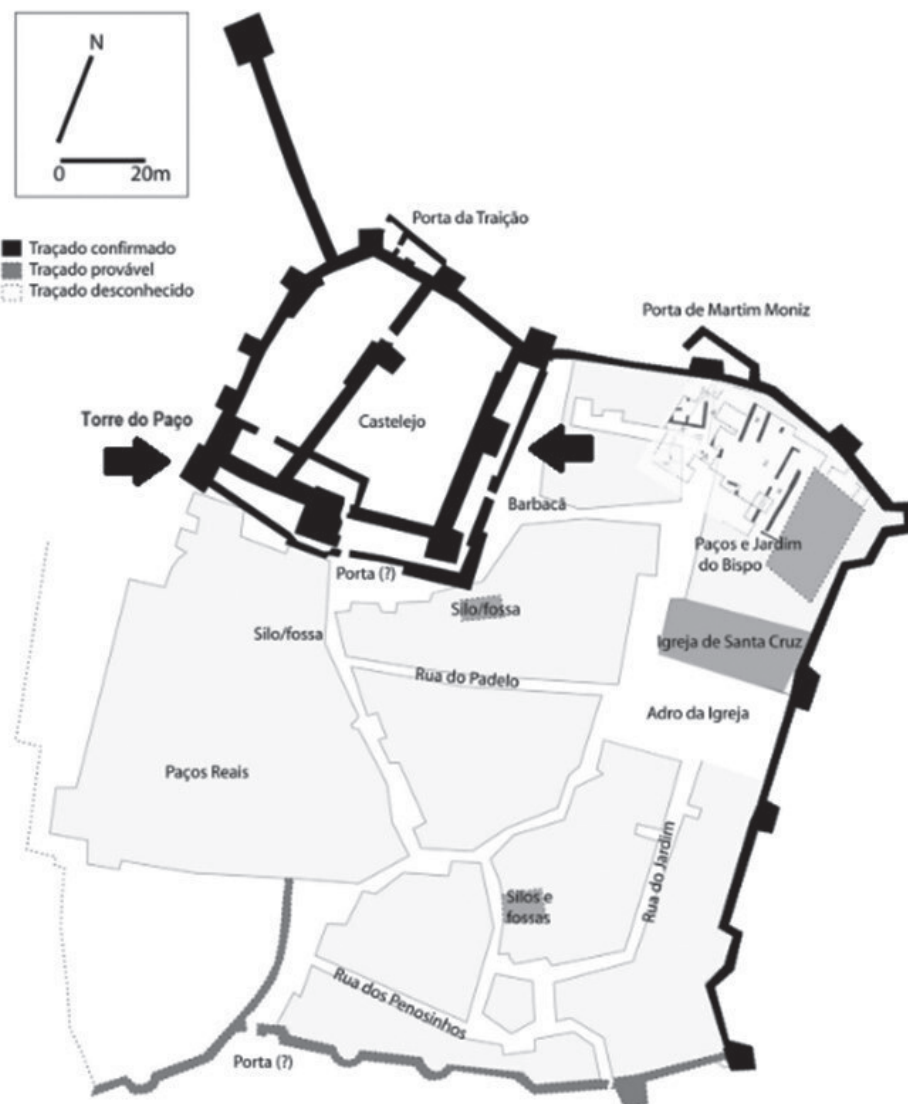 N
0 20m
Traçado confirmado
Traçado provável
Traçado desconhecido
Porta da Traição
Porta de Martim Moniz
Torre do Paço
Castelejo
Barbacã
Paços e Jardim
do Bispo
Porta (?)
Silo/fossa
Silo/fossa
Igreja de Santa Cruz
Rua do Padelo
Adro da Igreja
Paços Reais
Rua do Jardim
Silos e
fossas
Rua dos Penosinhos
Porta (?)